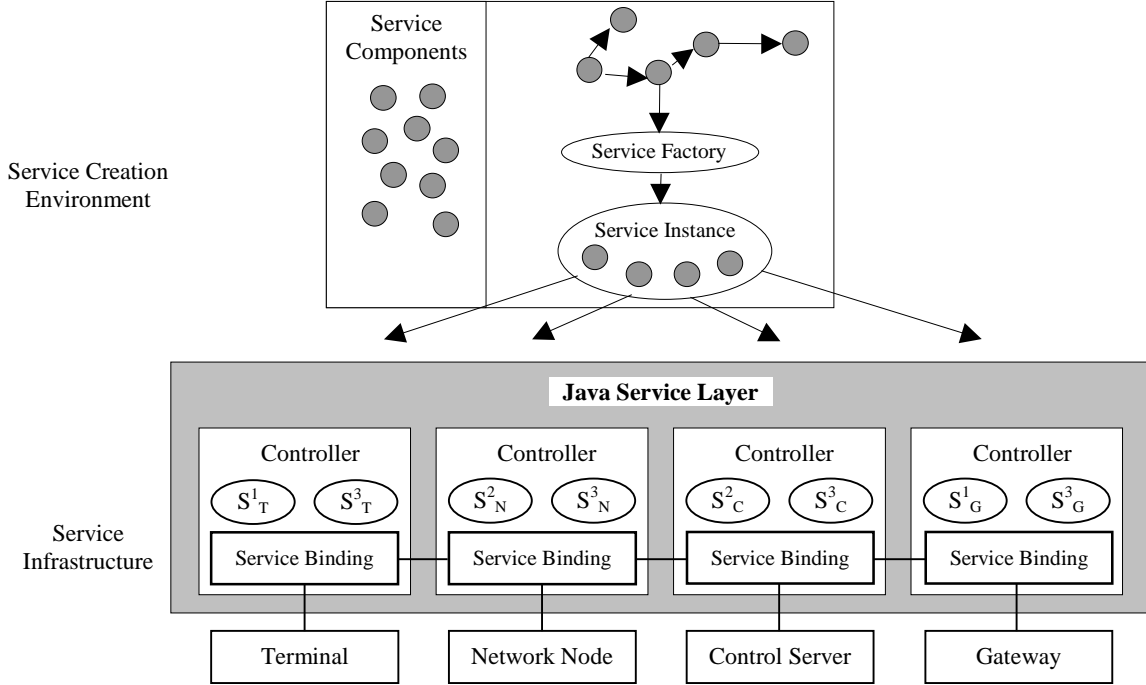 Service
Components
Service Factory
Service Creation
Environment
Service Instance
Java Service Layer
Controller
Controller
Controller
Controller
S¹T
S³T
S²N
S³N
S²C
S³C
S¹G
S³G
Service
Infrastructure
Service Binding
Service Binding
Service Binding
Service Binding
Terminal
Network Node
Control Server
Gateway